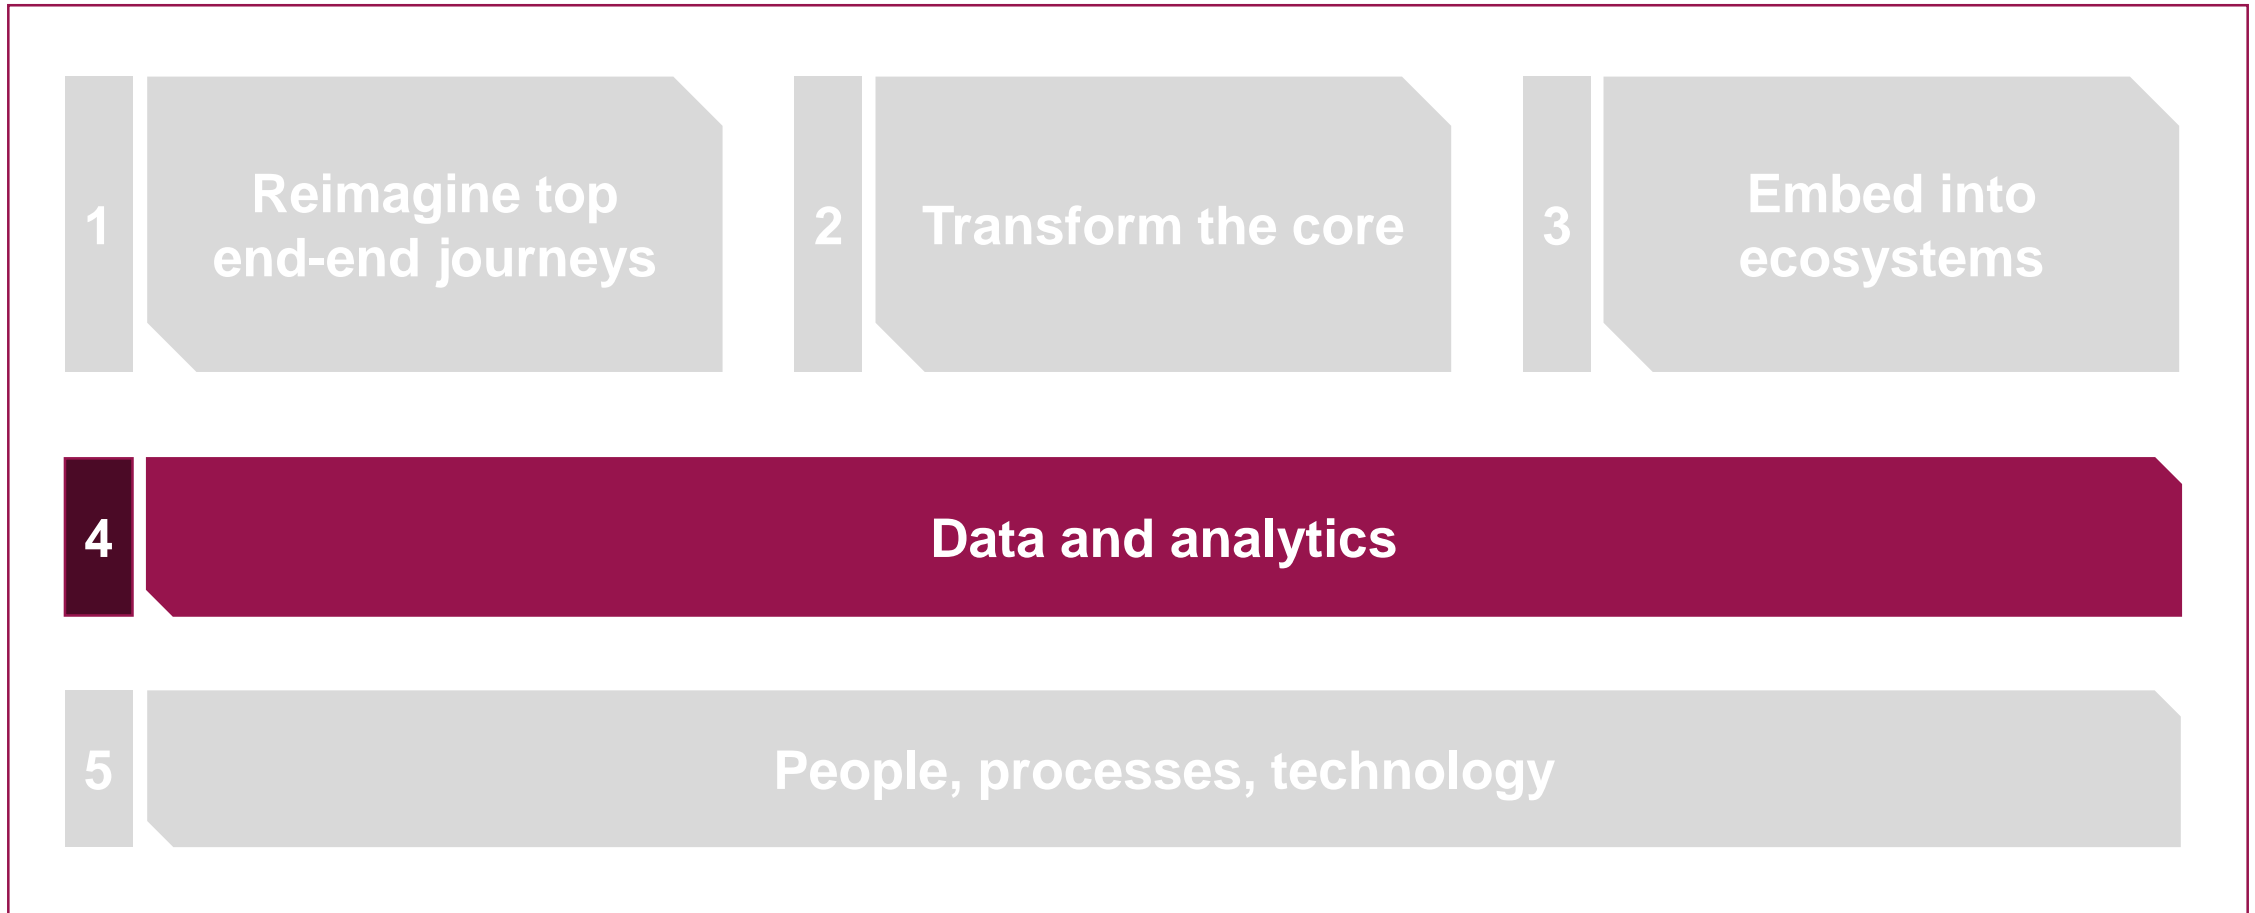 1
Reimagine top
end-end journeys
2
Transform the core
3
Embed into
ecosystems
4
Data and analytics
5
People, processes, technology